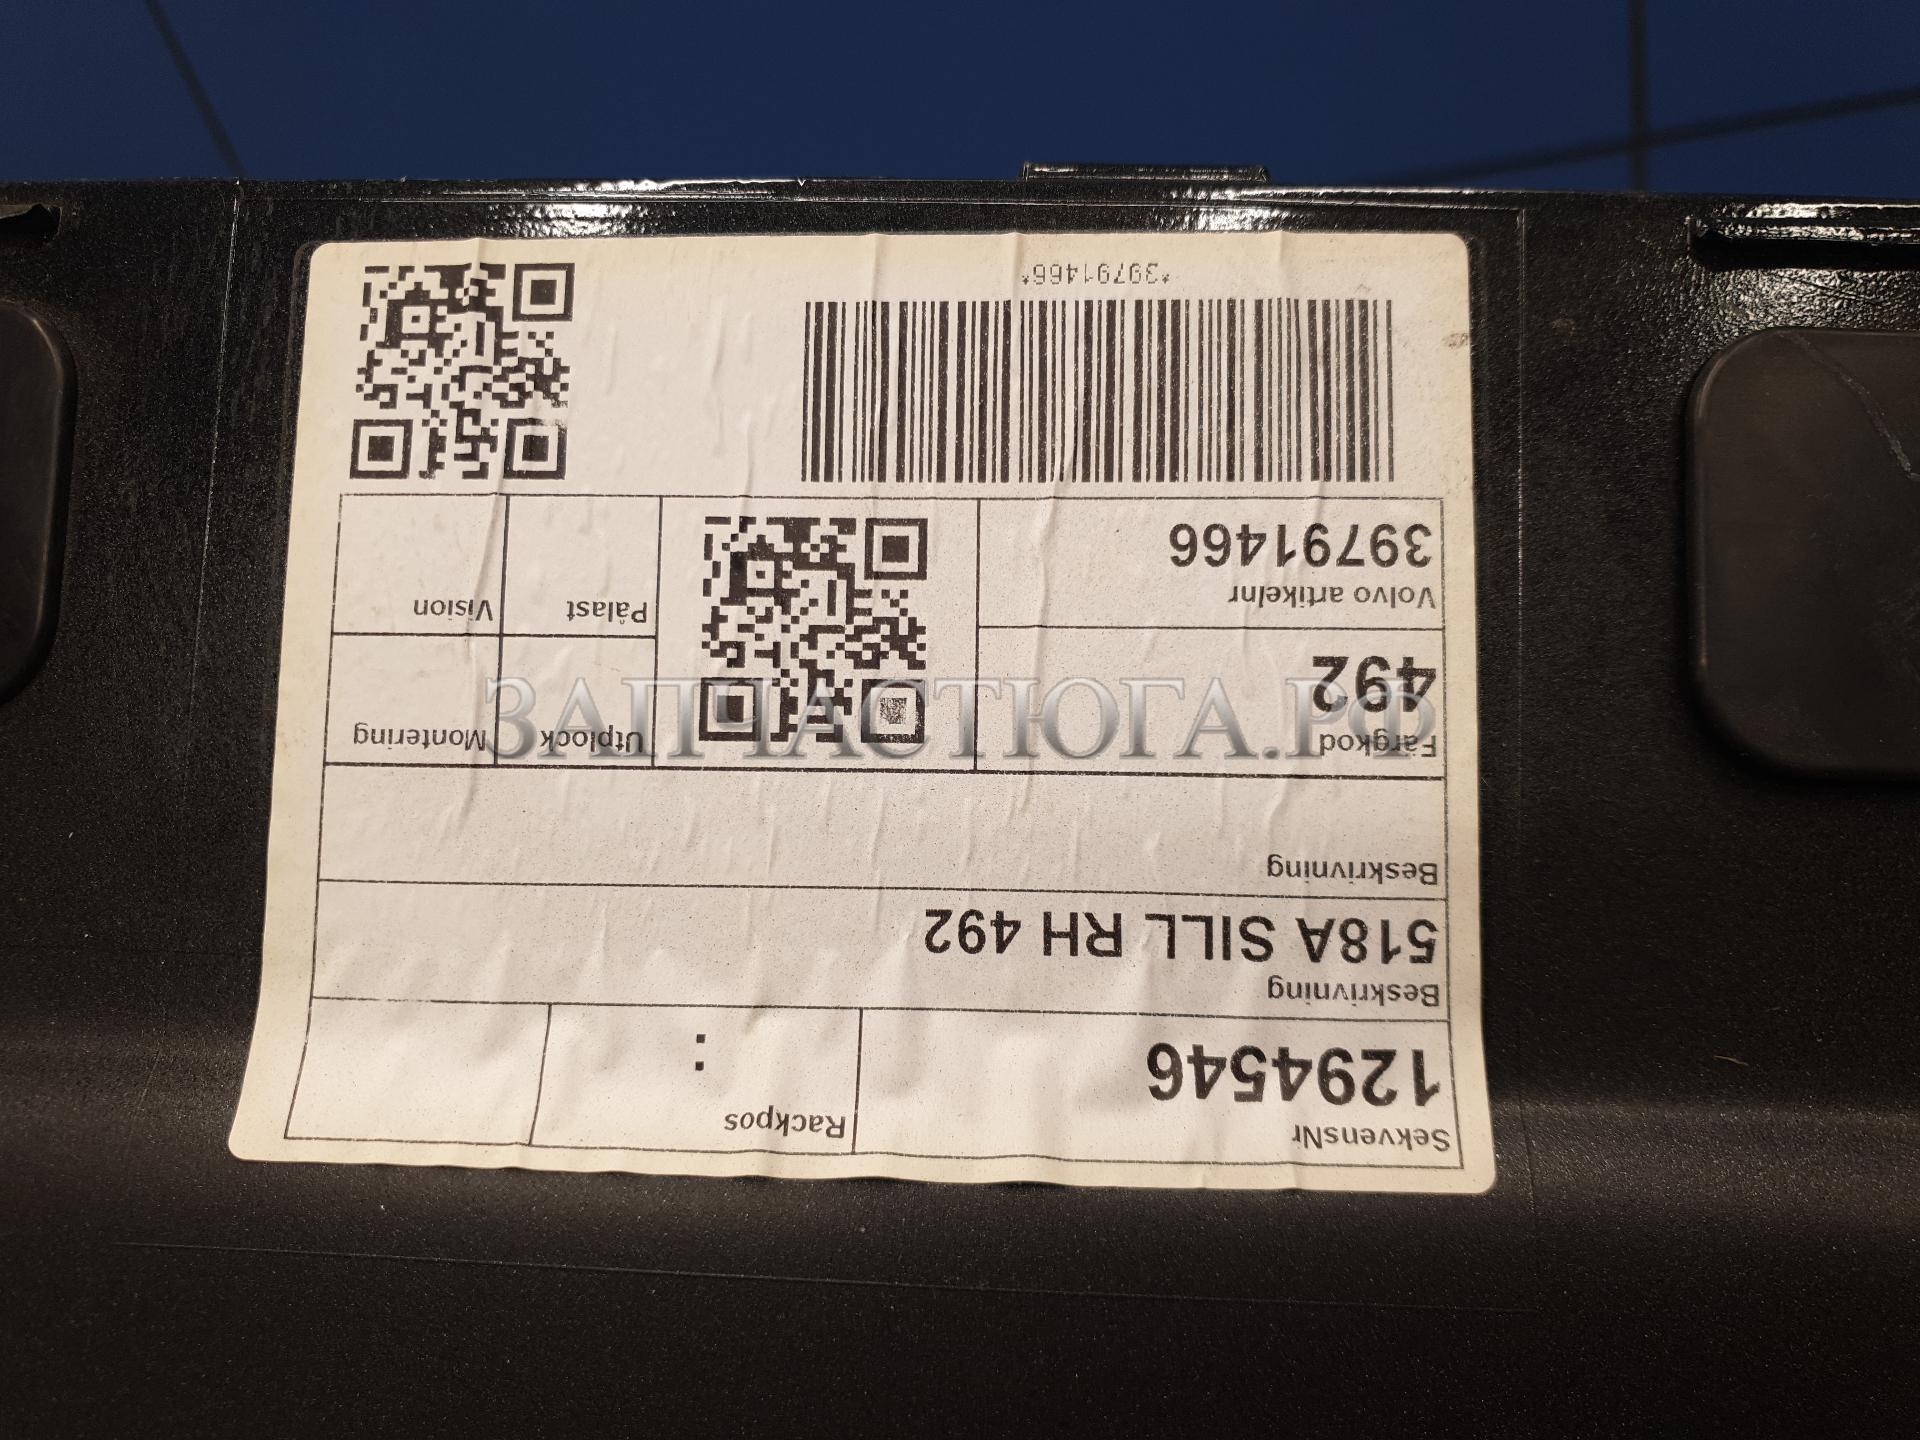 SekvensNr
1294546
Rackpos
:
Beskrivning
518A SILL RH 492
Beskrivning
Färgkod
492
Utplock
Montering
Volvo artikelnr
39791466
Pålast
Vision
*39791466*
ЗАПЧАСТЮГА.РФ